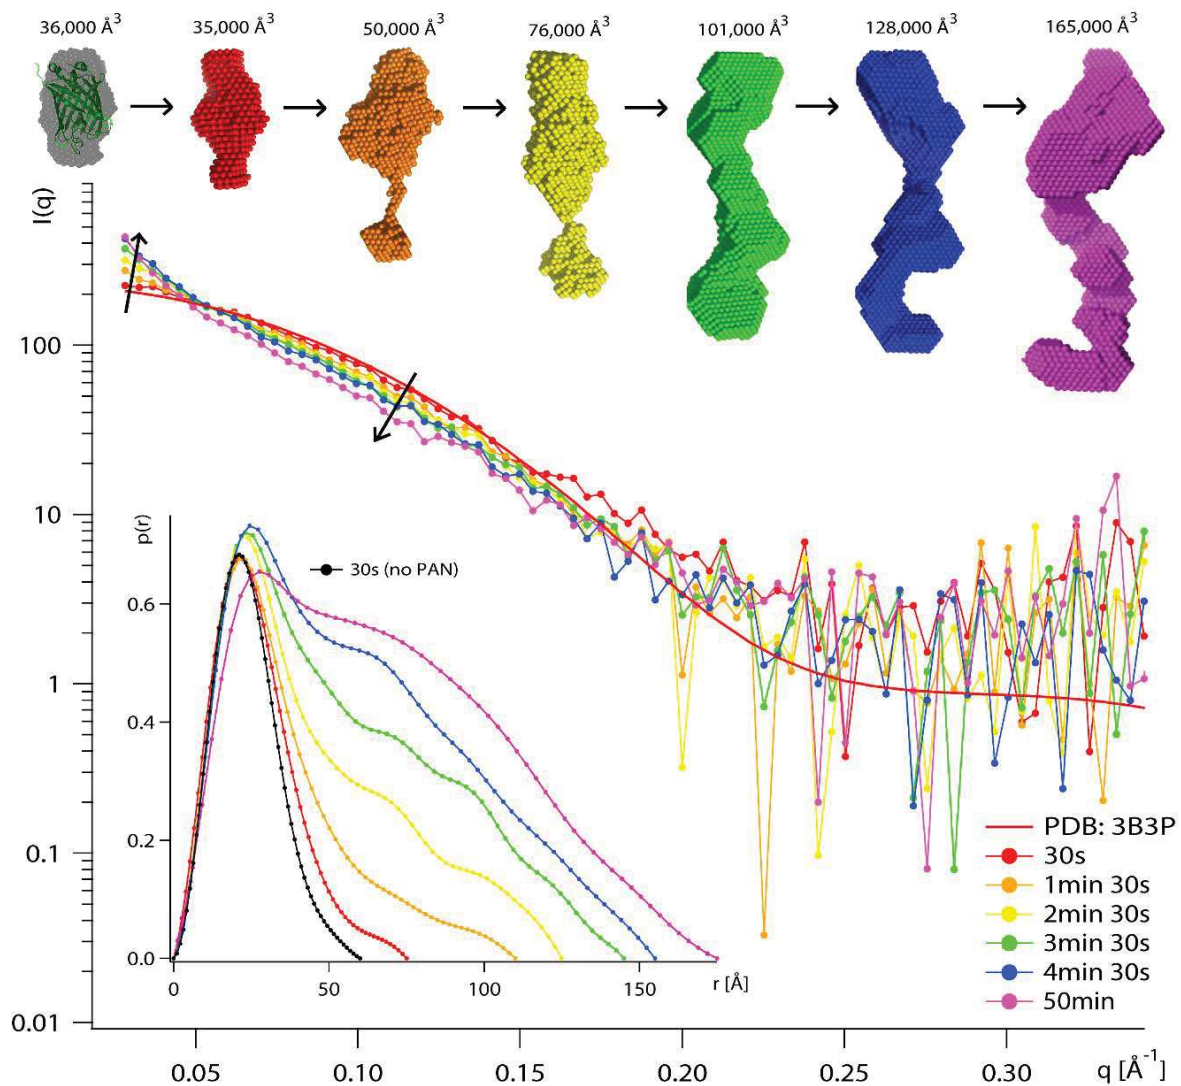 36,000 Å³ 35,000 Å³ 50,000 Å³ 76,000 Å³ 101,000 Å³ 128,000 Å³ 165,000 Å³
I(q)
100
10
1
0.1
0.01
p(r)
0.6
0.4
0.2
0.0
30s (no PAN)
0 50 100 150 r [Å]
PDB: 3B3P
30s
1min 30s
2min 30s
3min 30s
4min 30s
50min
0.05 0.10 0.15 0.20 0.25 0.30 q [Å⁻¹]